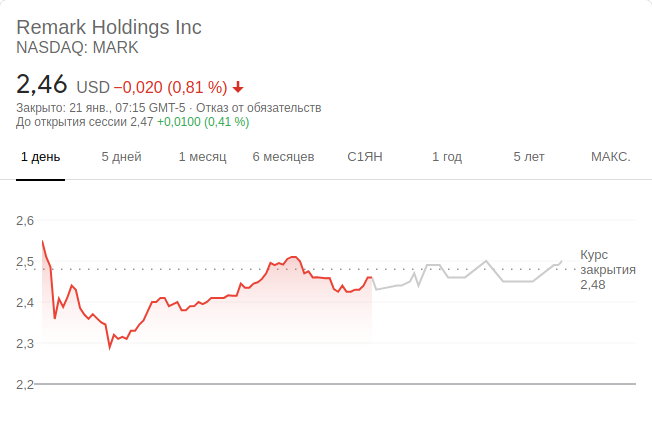 Remark Holdings Inc
NASDAQ: MARK
2,46 USD −0,020 (0,81 %)
Закрыто: 21 янв., 07:15 GMT-5 · Отказ от обязательств
До открытия сессии 2,47 +0,0100 (0,41 %)
1 день 5 дней 1 месяц 6 месяцев С1ЯН 1 год 5 лет МАКС.
2,6
2,5
2,4
2,3
2,2
Курс
закрытия
2,48